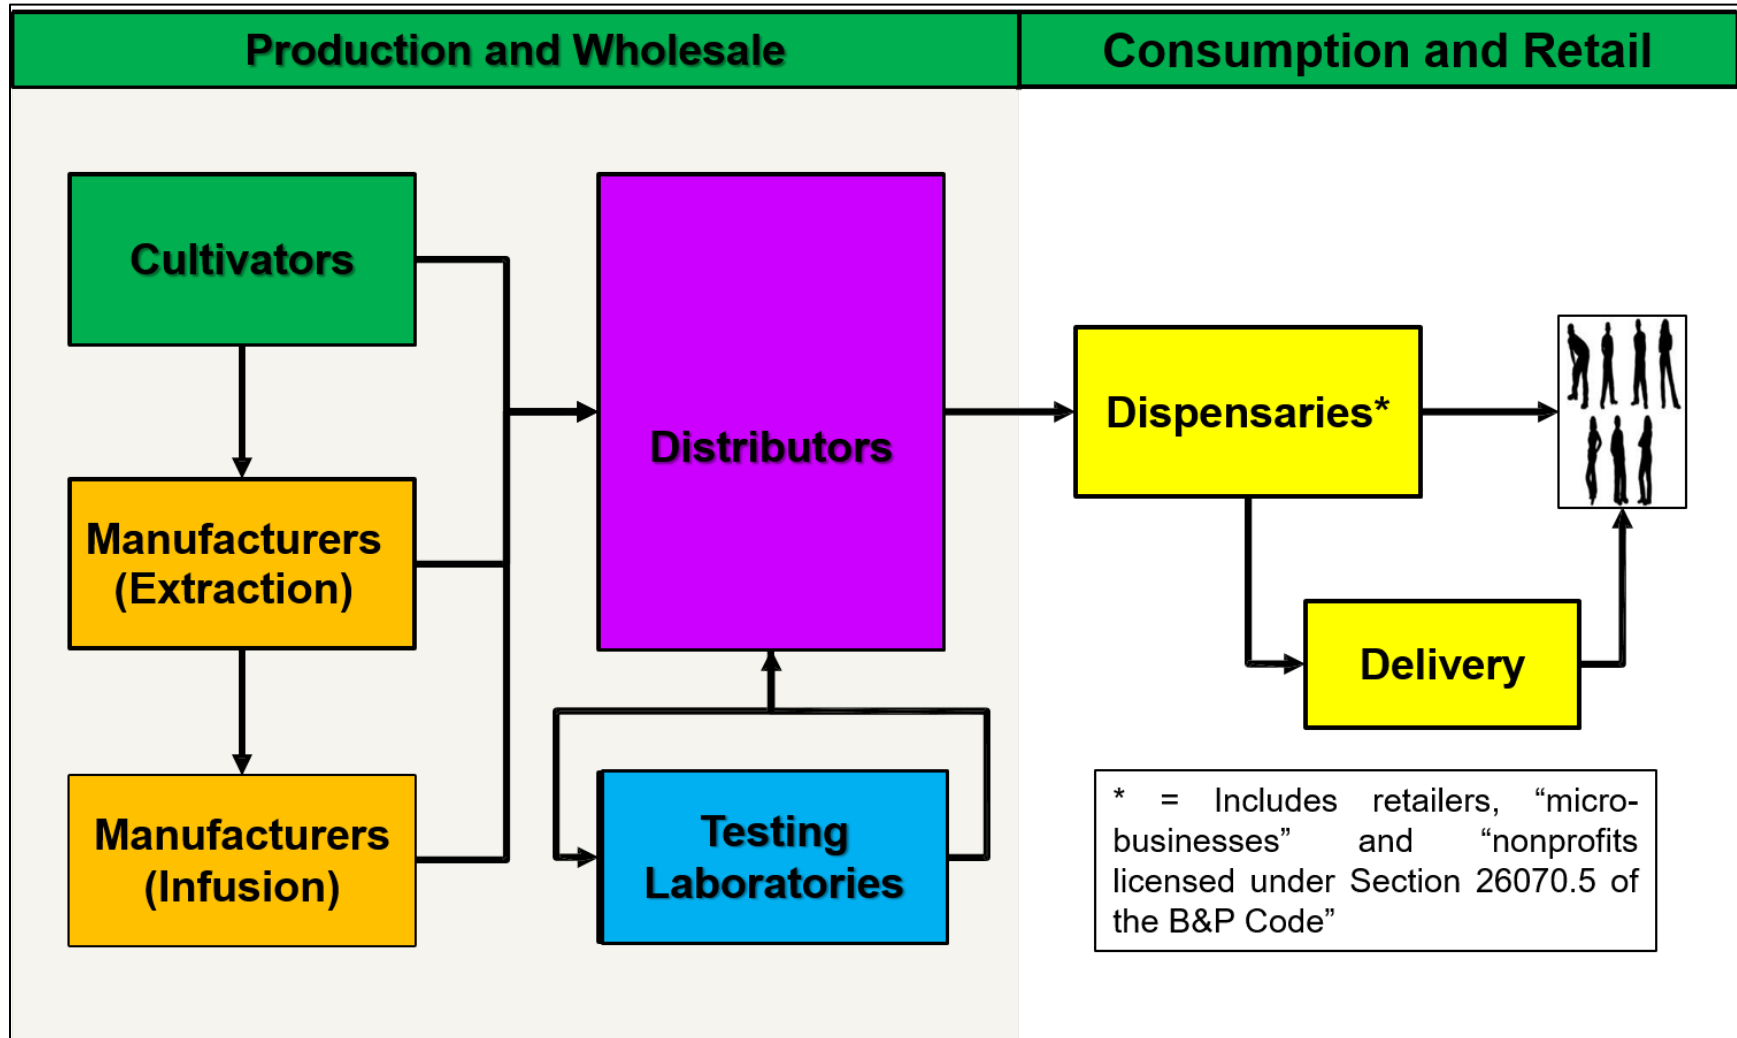 Production and Wholesale
Consumption and Retail
Cultivators
Distributors
Dispensaries*
Manufacturers
(Extraction)
Delivery
Manufacturers
(Infusion)
Testing
Laboratories
* = Includes retailers, “micro-
businesses” and “nonprofits
licensed under Section 26070.5 of
the B&P Code”